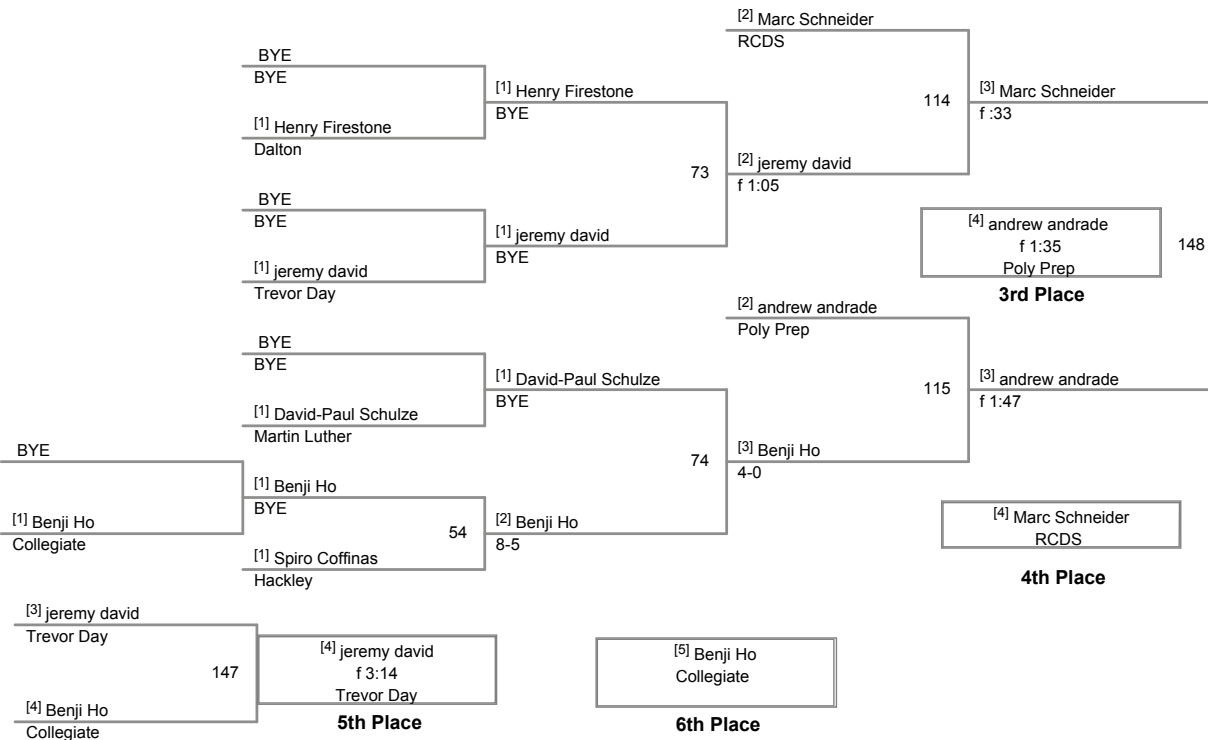 [2] Marc Schneider
RCDS
BYE
BYE
[1] Henry Firestone
BYE
114
[3] Marc Schneider
f :33
[1] Henry Firestone
Dalton
73
[2] jeremy david
f 1:05
BYE
BYE
[1] jeremy david
BYE
[4] andrew andrade
f 1:35
Poly Prep
148
3rd Place
[1] jeremy david
Trevor Day
[2] andrew andrade
Poly Prep
BYE
BYE
[1] David-Paul Schulze
BYE
115
[3] andrew andrade
f 1:47
[1] David-Paul Schulze
Martin Luther
BYE
74
[3] Benji Ho
4-0
[1] Benji Ho
BYE
[1] Benji Ho
Collegiate
54
[2] Benji Ho
8-5
[4] Marc Schneider
RCDS
4th Place
[1] Spiro Coffinas
Hackley
[3] jeremy david
Trevor Day
147
[4] jeremy david
f 3:14
Trevor Day
5th Place
[5] Benji Ho
Collegiate
6th Place
[4] Benji Ho
Collegiate